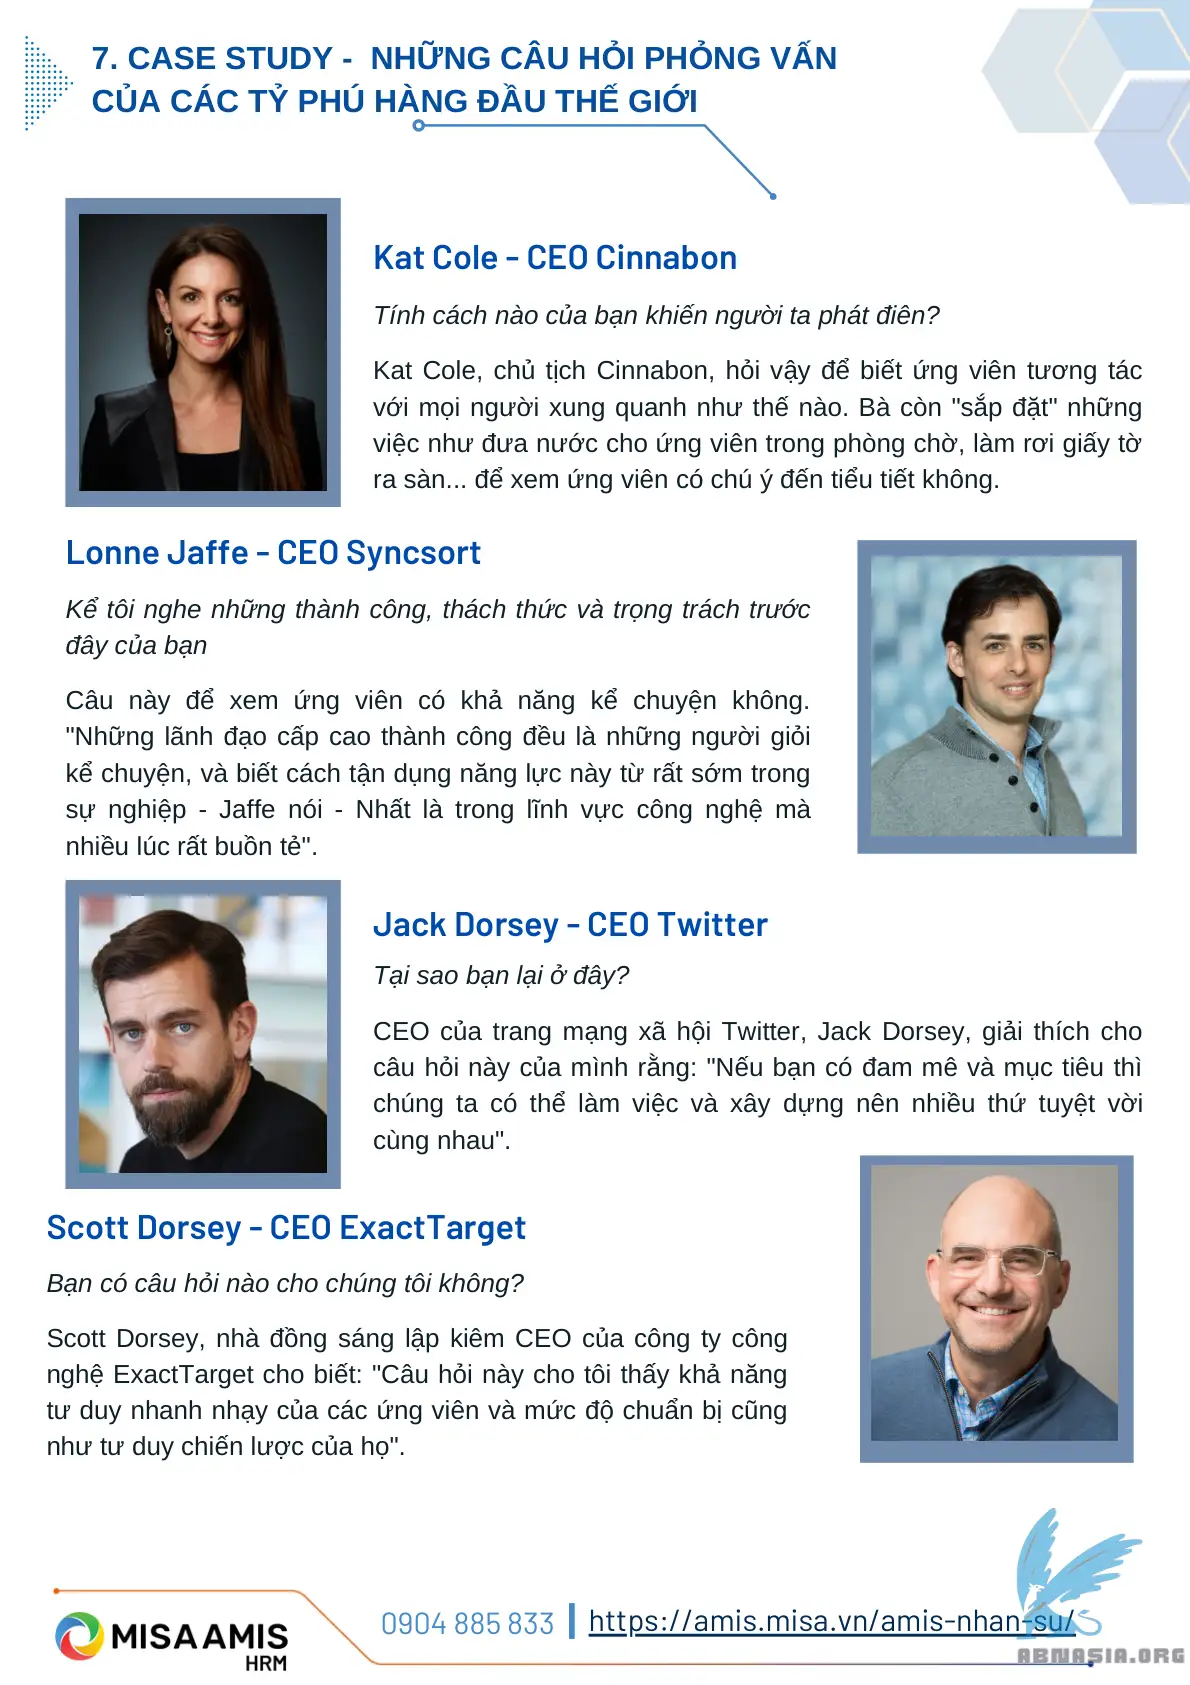 7. CASE STUDY - NHỮNG CÂU HỎI PHỎNG VẤN
CỦA CÁC TỶ PHÚ HÀNG ĐẦU THẾ GIỚI
Kat Cole - CEO Cinnabon
Tính cách nào của bạn khiến người ta phát điên?
Kat Cole, chủ tịch Cinnabon, hỏi vậy để biết ứng viên tương tác
với mọi người xung quanh như thế nào. Bà còn "sắp đặt" những
việc như đưa nước cho ứng viên trong phòng chờ, làm rơi giấy tờ
ra sàn... để xem ứng viên có chú ý đến tiểu tiết không.
Lonne Jaffe - CEO Syncsort
Kể tôi nghe những thành công, thách thức và trọng trách trước
đây của bạn
Câu này để xem ứng viên có khả năng kể chuyện không.
"Những lãnh đạo cấp cao thành công đều là những người giỏi
kể chuyện, và biết cách tận dụng năng lực này từ rất sớm trong
sự nghiệp - Jaffe nói - Nhất là trong lĩnh vực công nghệ mà
nhiều lúc rất buồn tẻ".
Jack Dorsey - CEO Twitter
Tại sao bạn lại ở đây?
CEO của trang mạng xã hội Twitter, Jack Dorsey, giải thích cho
câu hỏi này của mình rằng: "Nếu bạn có đam mê và mục tiêu thì
chúng ta có thể làm việc và xây dựng nên nhiều thứ tuyệt vời
cùng nhau".
Scott Dorsey - CEO ExactTarget
Bạn có câu hỏi nào cho chúng tôi không?
Scott Dorsey, nhà đồng sáng lập kiêm CEO của công ty công
nghệ ExactTarget cho biết: "Câu hỏi này cho tôi thấy khả năng
tư duy nhanh nhạy của các ứng viên và mức độ chuẩn bị cũng
như tư duy chiến lược của họ".
MISA AMIS
HRM
0904 885 833
https://amis.misa.vn/amis-nhan-su/
ABNASIA.ORG